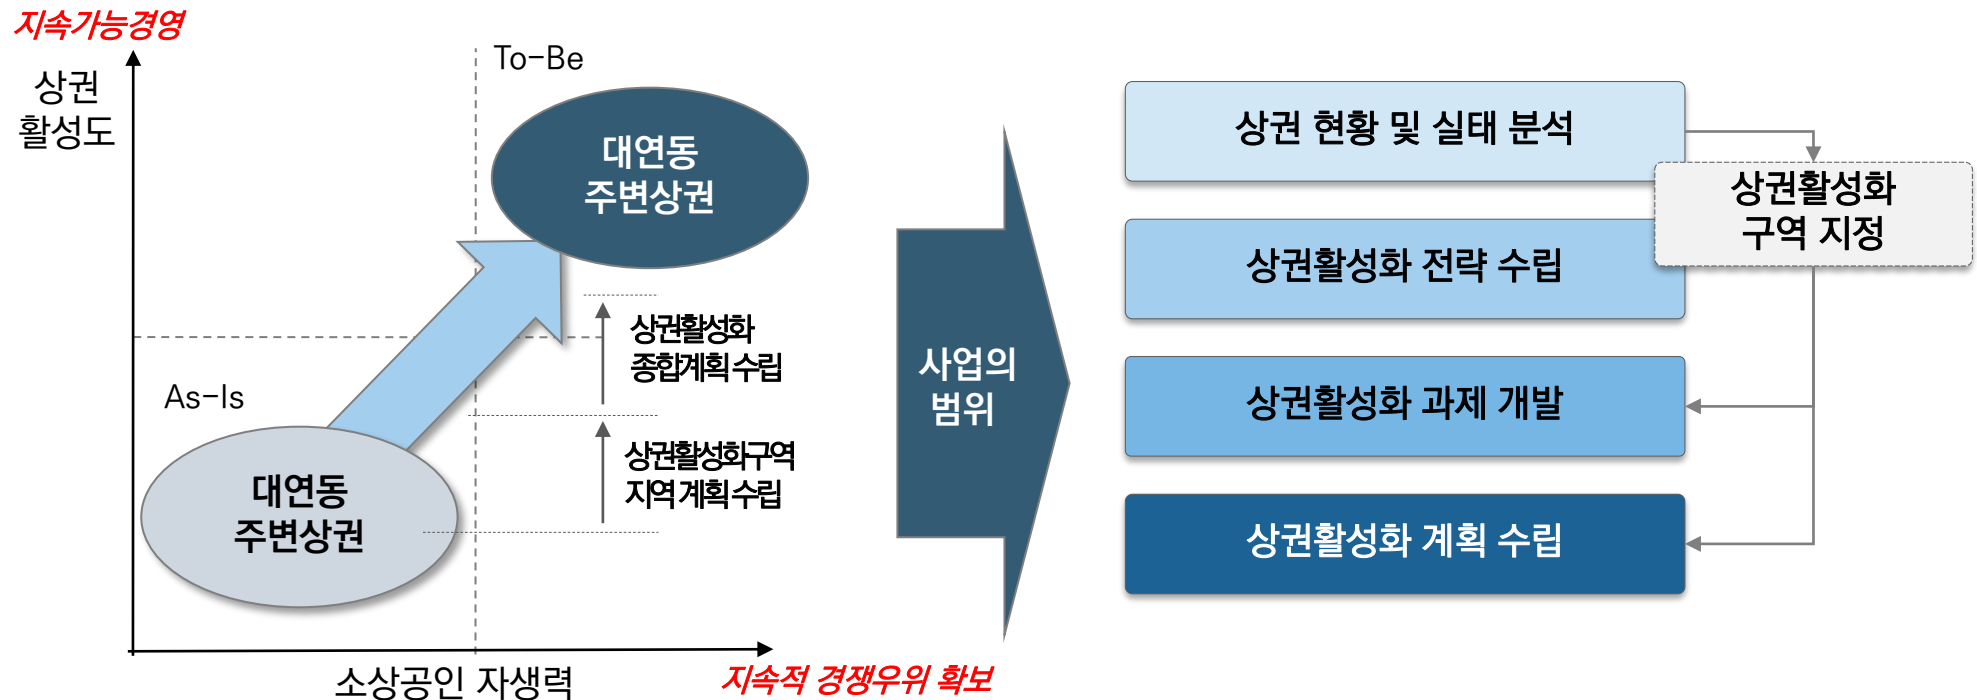 지속가능경영
상권
활성도
To-Be
대연동
주변상권
상권활성화
종합계획 수립
As-Is
상권활성화구역
지역 계획 수립
대연동
주변상권
소상공인 자생력
지속적 경쟁우위 확보
사업의
범위
상권 현황 및 실태 분석
상권활성화
구역 지정
상권활성화 전략 수립
상권활성화 과제 개발
상권활성화 계획 수립